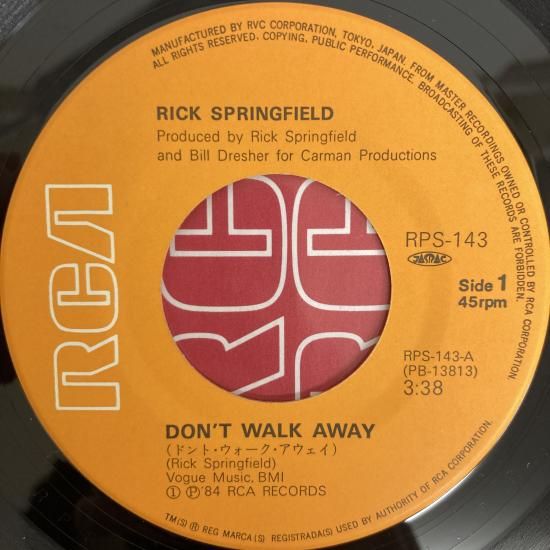 MANUFACTURED BY RVC CORPORATION, TOKYO, JAPAN. FROM MASTER RECORDINGS OWNED OR CONTROLLED BY RCA CORPORATION.
ALL RIGHTS RESERVED. COPYING, PUBLIC PERFORMANCE, BROADCASTING OF THESE RECORDS ARE FORBIDDEN.
RICK SPRINGFIELD
Produced by Rick Springfield
and Bill Dresher for Carman Productions
RCA
RPS-143
JASRAC
Side 1
45rpm
RPS-143-A
(PB-13813)
3:38
DON'T WALK AWAY
(ドント・ウォーク・アウェイ)
(Rick Springfield)
Vogue Music, BMI
① Ⓟ '84 RCA RECORDS
TM(S) ® REG MARCA(S) REGISTRADA(S) USED BY AUTHORITY OF RCA CORPORATION.